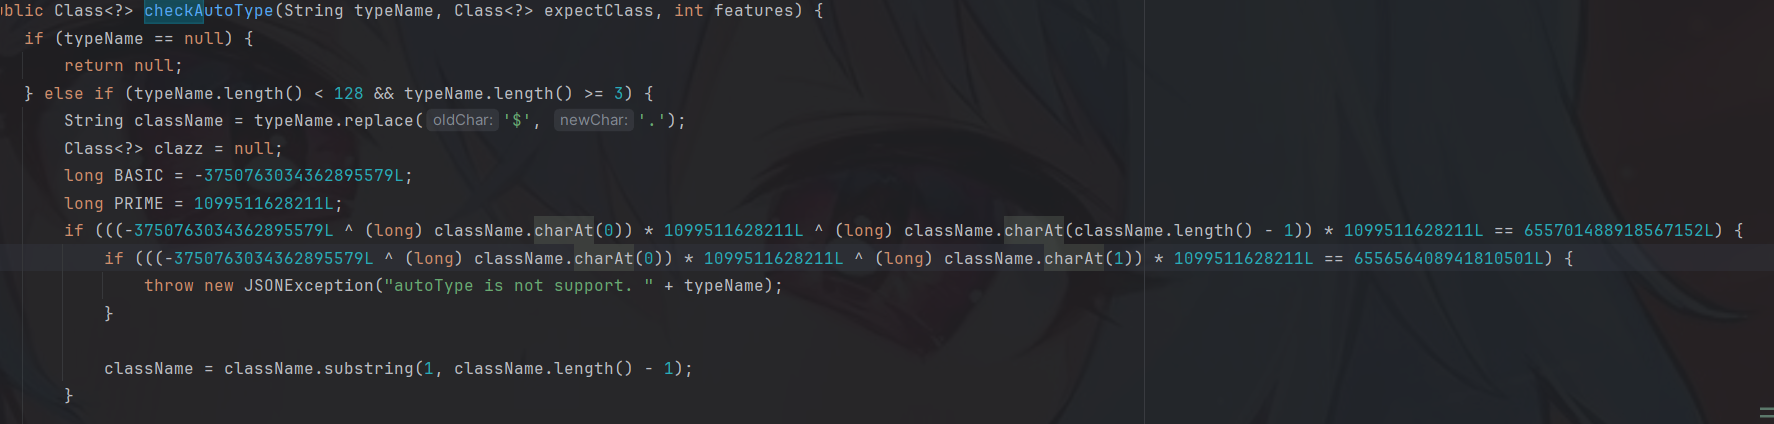 ublic Class<?> checkAutoType(String typeName, Class<?> expectClass, int features) {
if (typeName == null) {
return null;
} else if (typeName.length() < 128 && typeName.length() >= 3) {
String className = typeName.replace( oldChar: '$', newChar: '.');
Class<?> clazz = null;
long BASIC = -3750763034362895579L;
long PRIME = 1099511628211L;
if (((-3750763034362895579L ^ (long) className.charAt(0)) * 1099511628211L ^ (long) className.charAt(className.length() - 1)) * 1099511628211L == 655701488918567152L) {
if (((-3750763034362895579L ^ (long) className.charAt(0)) * 1099511628211L ^ (long) className.charAt(1)) * 1099511628211L == 655656408941810501L) {
throw new JSONException("autoType is not support. " + typeName);
}
className = className.substring(1, className.length() - 1);
}